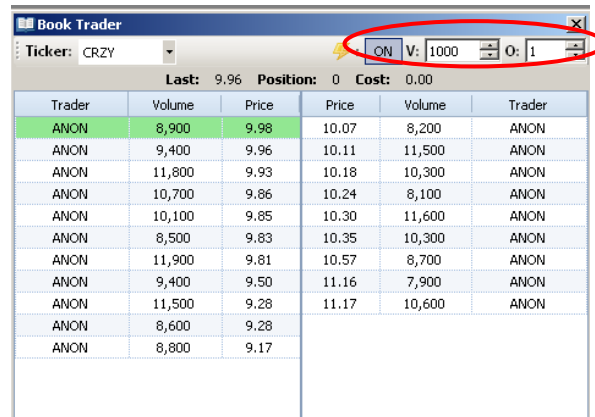 Book Trader
Ticker: CRZY : ON V: 1000 O: 1
Last: 9.96 Position: 0 Cost: 0.00
Trader Volume Price Price Volume Trader
ANON 8,900 9.98 10.07 8,200 ANON
ANON 9,400 9.96 10.11 11,500 ANON
ANON 11,800 9.93 10.18 10,300 ANON
ANON 10,700 9.86 10.24 8,100 ANON
ANON 10,100 9.85 10.30 11,600 ANON
ANON 8,500 9.83 10.35 10,300 ANON
ANON 11,900 9.81 10.57 8,700 ANON
ANON 9,400 9.50 11.16 7,900 ANON
ANON 11,500 9.28 11.17 10,600 ANON
ANON 8,600 9.28
ANON 8,800 9.17